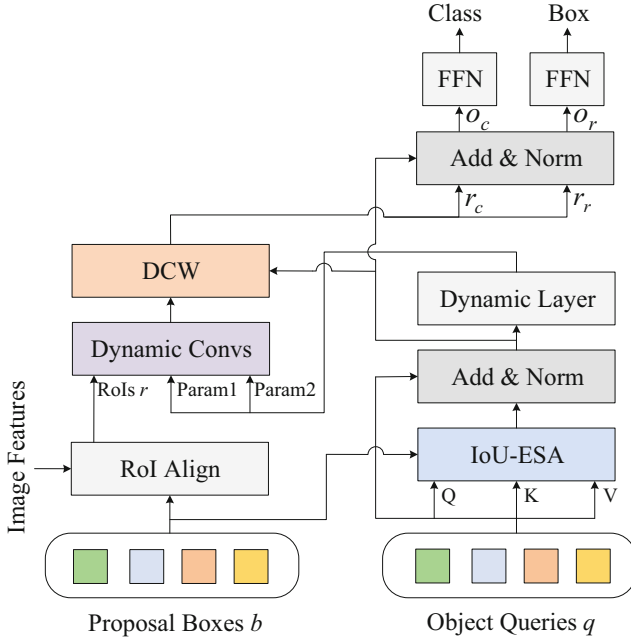 Class Box
FFN FFN
o_c o_r
Add & Norm
r_c r_r
DCW
Dynamic Layer
Dynamic Convs
Add & Norm
RoIs r Param1 Param2
Image Features
RoI Align
IoU-ESA
Q K V
Proposal Boxes b
Object Queries q